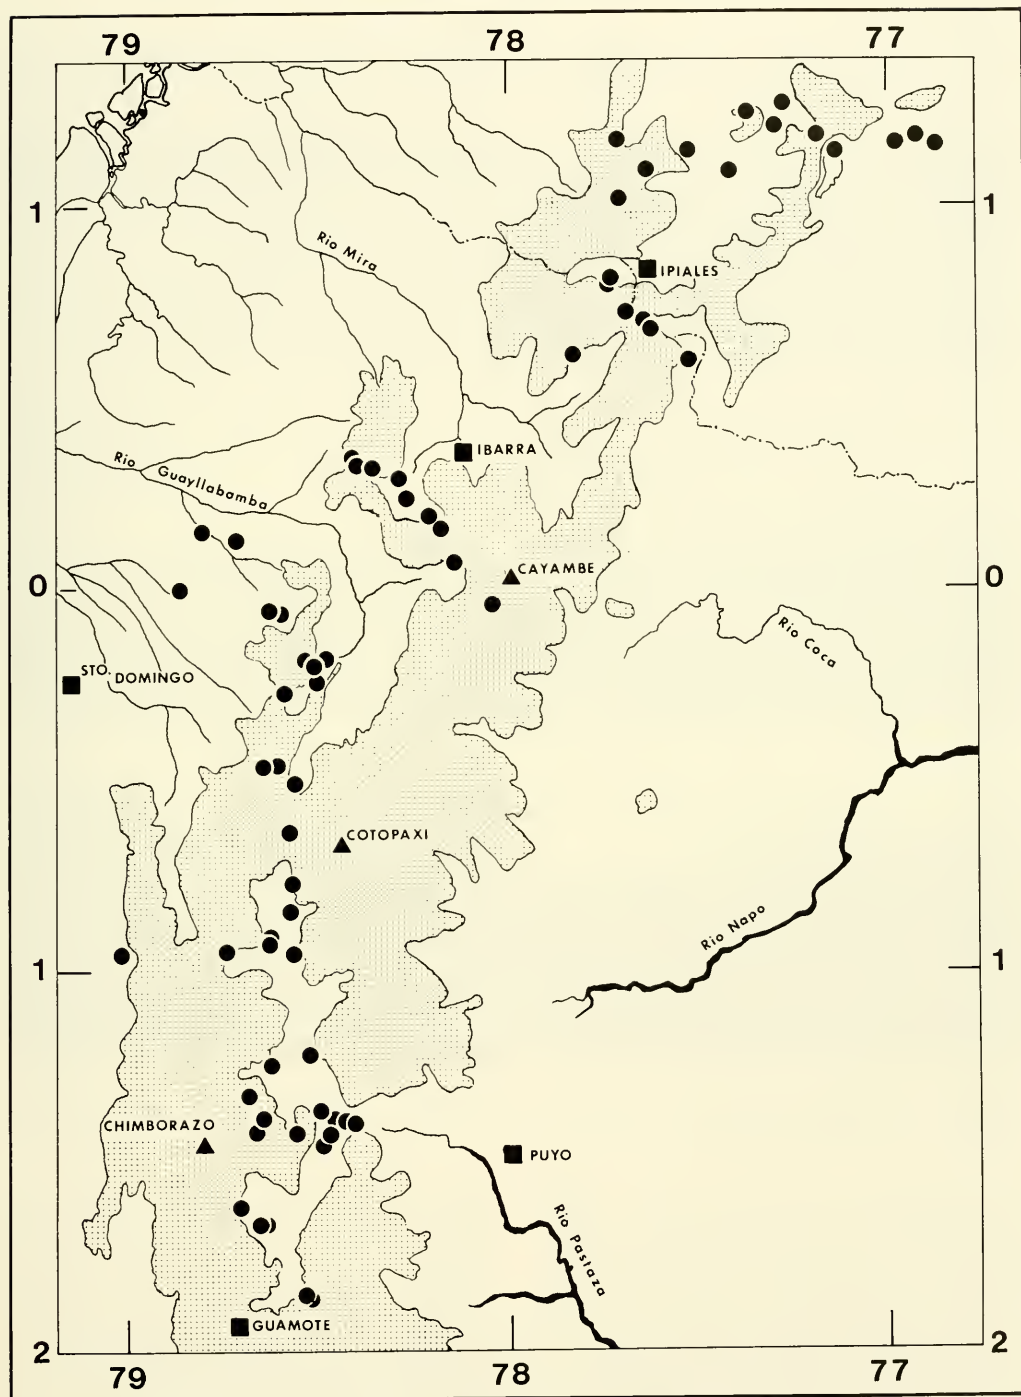 79 78 77
1 1
Rio Mira
IPIALES
IBARRA
Rio Guayllabamba
CAYAMBE
0 0
Rio Coca
STO. DOMINGO
COTOPAXI
Rio Napo
1 1
CHIMBORAZO
PUYO
Rio Pastaza
GUAMOTE
2 2
79 78 77